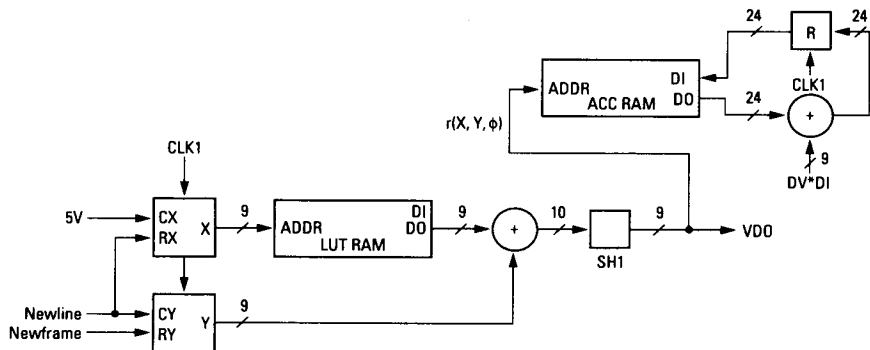 24
24
R
DI
ADDR
ACC RAM
DO
24
CLK1
+
r(X, Y, ϕ)
9
DV*DI
CLK1
5V
CX
RX
X
9
DI
ADDR
DO
LUT RAM
9
+
10
9
SH1
VDO
Newline
Newframe
CY
RY
Y
9